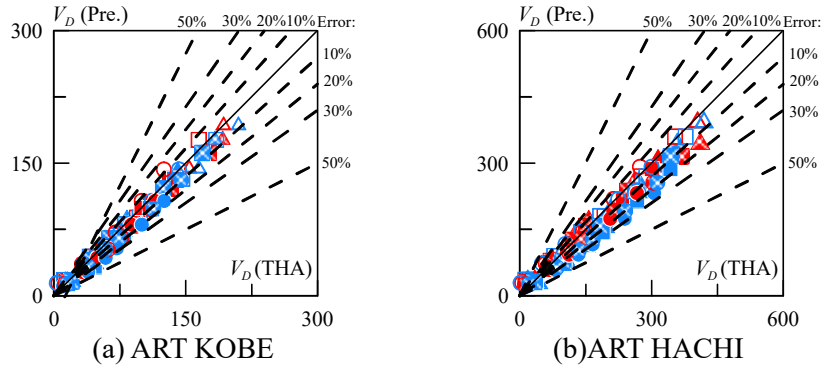 V_D (Pre.)
50% 30% 20% 10% Error:
300
10%
20%
30%
150
50%
V_D (THA)
0
0 150 300
(a) ART KOBE
V_D (Pre.)
50% 30% 20% 10% Error:
600
10%
20%
30%
300
50%
V_D (THA)
0
0 300 600
(b)ART HACHI